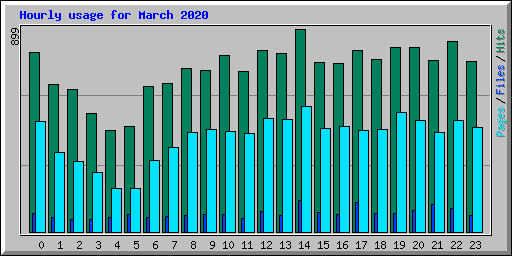 Hourly usage for March 2020
899
Pages/Files/Hits
0 1 2 3 4 5 6 7 8 9 10 11 12 13 14 15 16 17 18 19 20 21 22 23